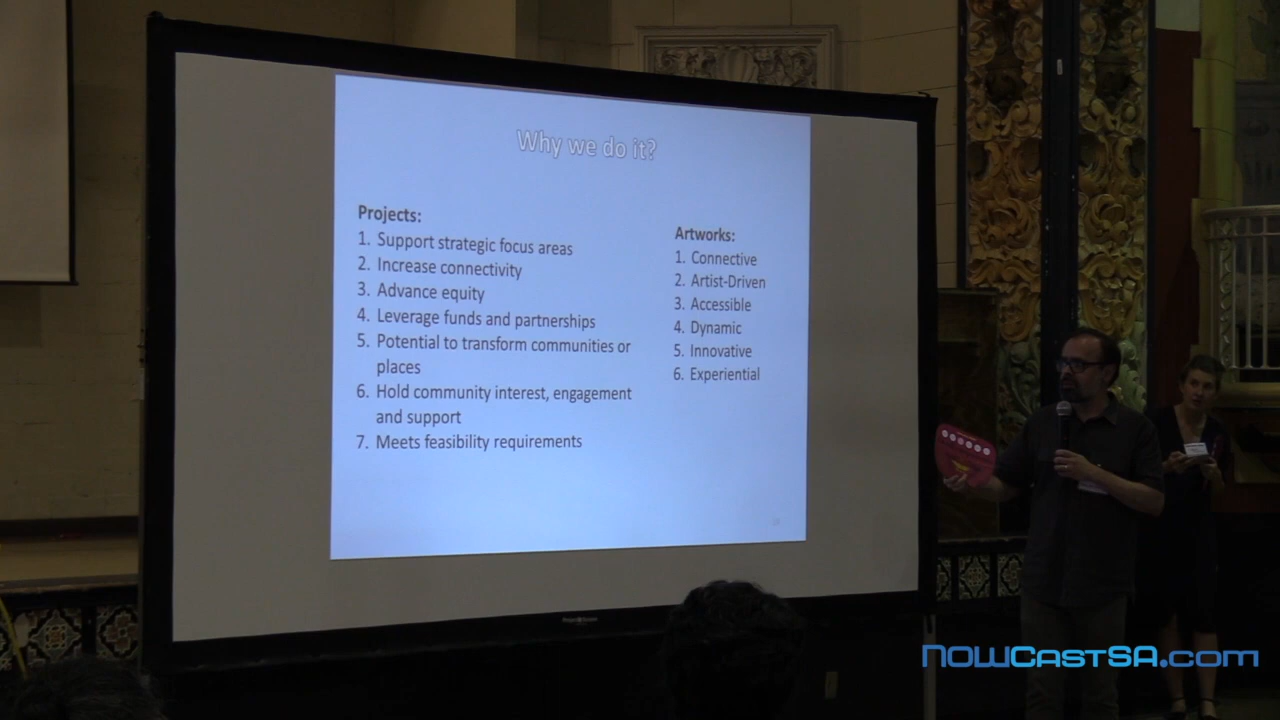 Why we do it?
Projects:
1. Support strategic focus areas
2. Increase connectivity
3. Advance equity
4. Leverage funds and partnerships
5. Potential to transform communities or
places
6. Hold community interest, engagement
and support
7. Meets feasibility requirements
Artworks:
1. Connective
2. Artist-Driven
3. Accessible
4. Dynamic
5. Innovative
6. Experiential
NOWCASTSA.com